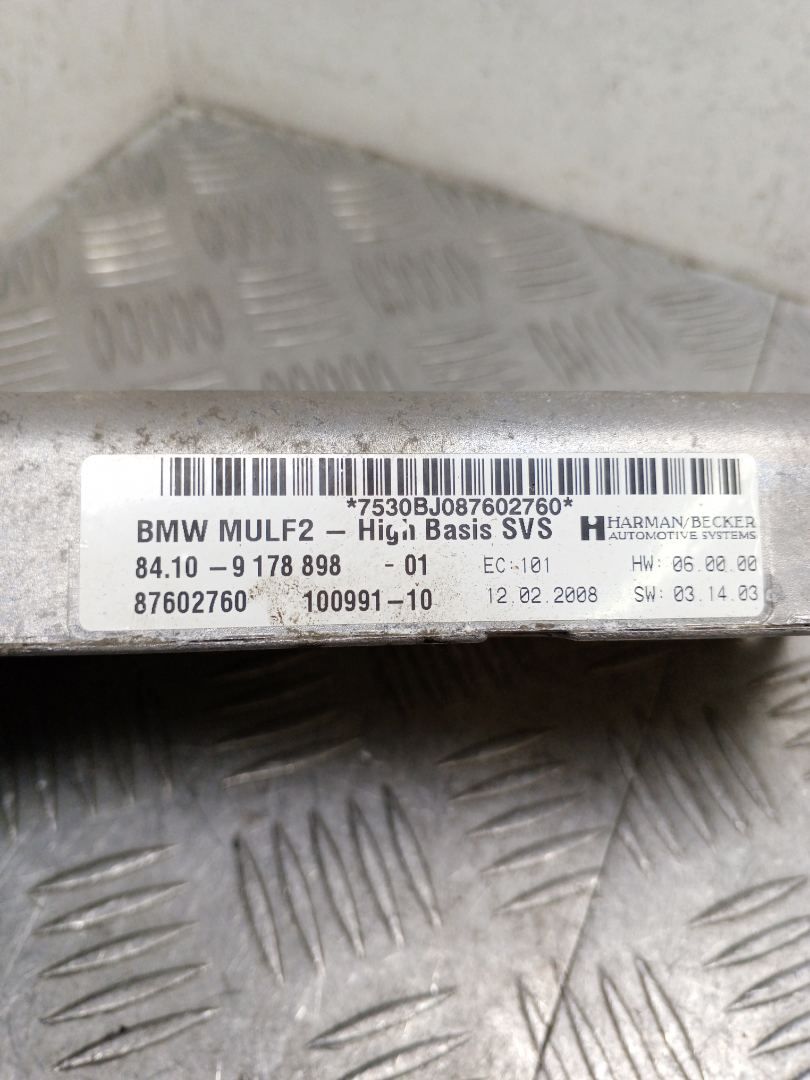 *7530BJ087602760*
BMW MULF2 – High Basis SVS
HARMAN/BECKER
AUTOMOTIVE SYSTEMS
84.10 – 9 178 898 - 01 EC: 101 HW: 06.00.00
87602760 100991–10 12.02.2008 SW: 03.14.03